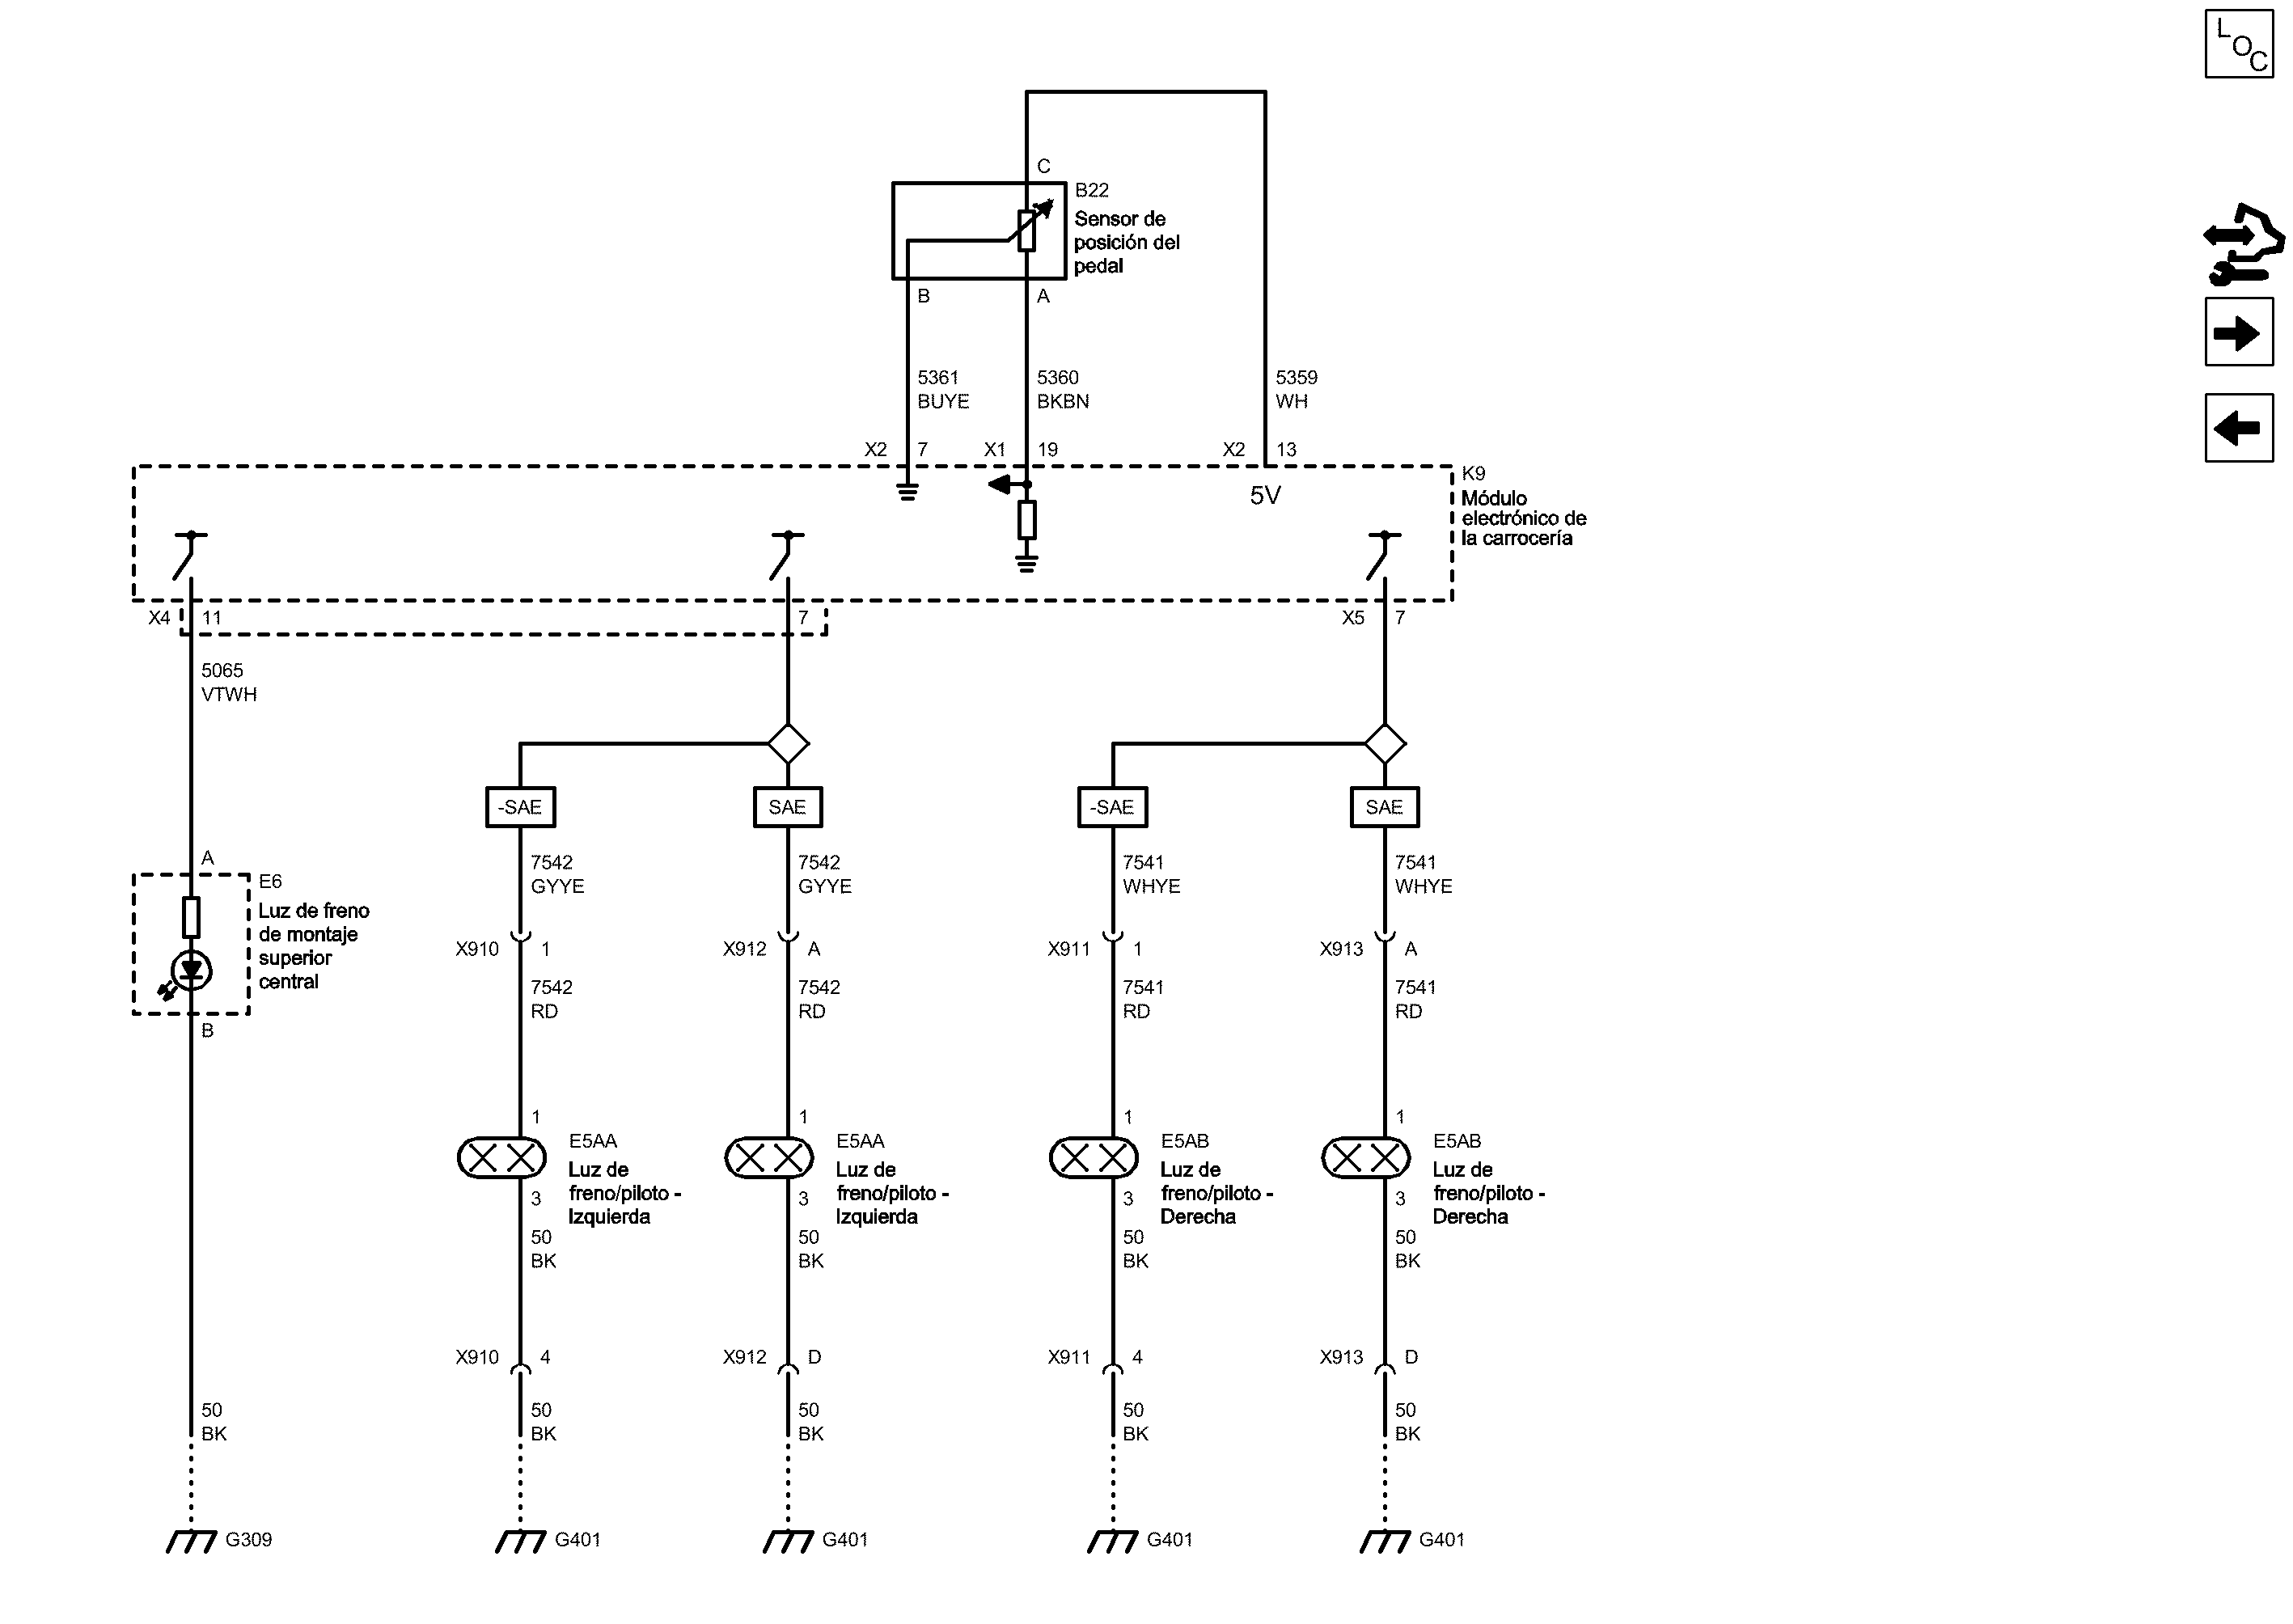 LOC
C
B22
Sensor de
posición del
pedal
B
A
5361
BUYE
5360
BKBN
5359
WH
X2
7
X1
19
X2
13
5V
K9
Módulo
electrónico de
la carrocería
X4
11
7
X5
7
5065
VTWH
-SAE
SAE
-SAE
SAE
7542
GYYE
7542
GYYE
7541
WHYE
7541
WHYE
A
E6
Luz de freno
de montaje
superior
central
B
X910
1
X912
A
X911
1
X913
A
7542
RD
7542
RD
7541
RD
7541
RD
1
E5AA
Luz de
freno/piloto -
Izquierda
3
1
E5AA
Luz de
freno/piloto -
Izquierda
3
1
E5AB
Luz de
freno/piloto -
Derecha
3
1
E5AB
Luz de
freno/piloto -
Derecha
3
50
BK
50
BK
50
BK
50
BK
X910
4
X912
D
X911
4
X913
D
50
BK
50
BK
50
BK
50
BK
50
BK
G309
G401
G401
G401
G401